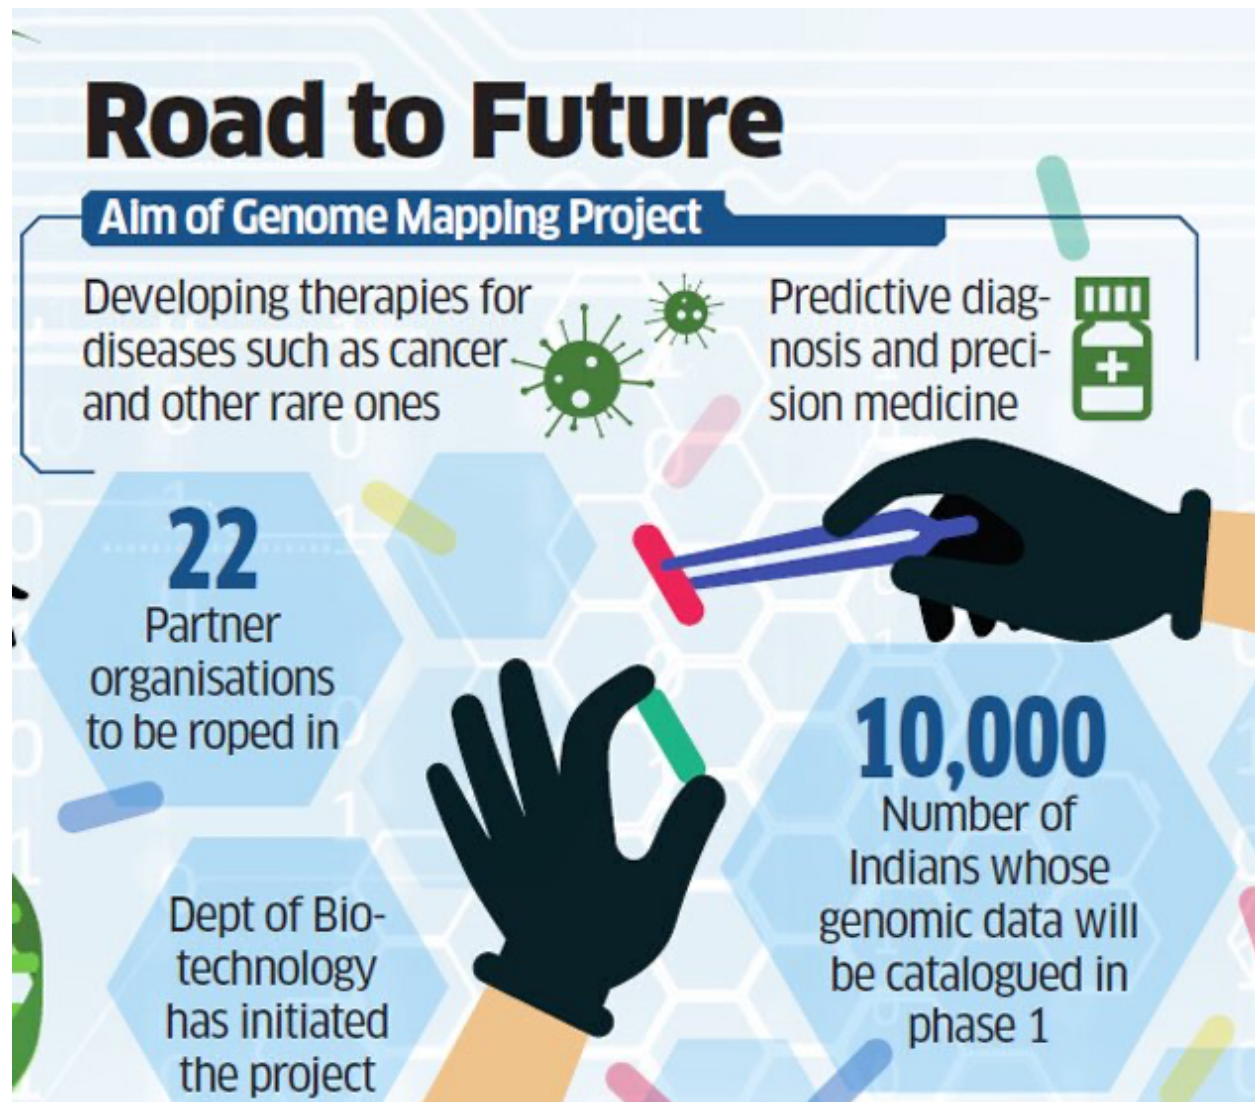 Road to Future
Aim of Genome Mapping Project
Developing therapies for
diseases such as cancer
and other rare ones
Predictive diag-
nosis and preci-
sion medicine
22
Partner
organisations
to be roped in
10,000
Number of
Indians whose
genomic data will
be catalogued in
phase 1
Dept of Bio-
technology
has initiated
the project